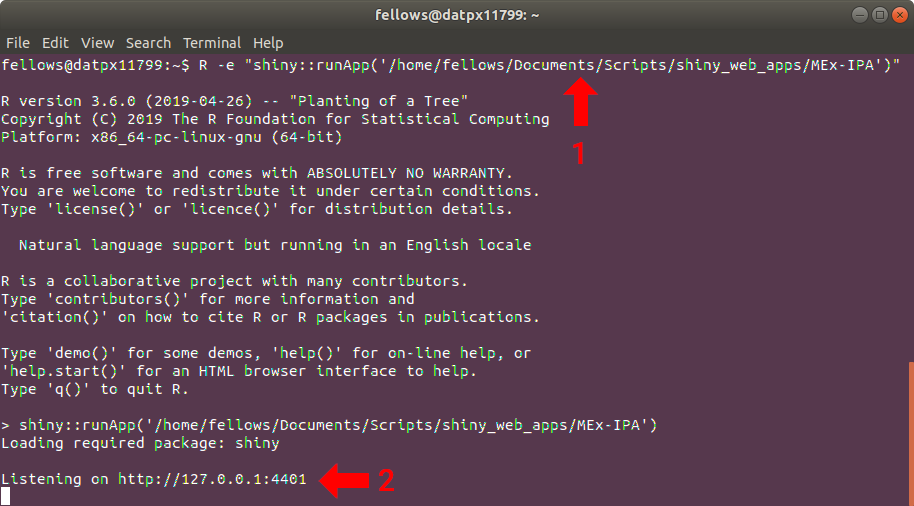 fellows@datpx11799: ~
File Edit View Search Terminal Help
fellows@datpx11799:~$ R -e "shiny::runApp('/home/fellows/Documents/Scripts/shiny_web_apps/MEx-IPA')"
1
R version 3.6.0 (2019-04-26) -- "Planting of a Tree"
Copyright (C) 2019 The R Foundation for Statistical Computing
Platform: x86_64-pc-linux-gnu (64-bit)
R is free software and comes with ABSOLUTELY NO WARRANTY.
You are welcome to redistribute it under certain conditions.
Type 'license()' or 'licence()' for distribution details.
Natural language support but running in an English locale
R is a collaborative project with many contributors.
Type 'contributors()' for more information and
'citation()' on how to cite R or R packages in publications.
Type 'demo()' for some demos, 'help()' for on-line help, or
'help.start()' for an HTML browser interface to help.
Type 'q()' to quit R.
> shiny::runApp('/home/fellows/Documents/Scripts/shiny_web_apps/MEx-IPA')
Loading required package: shiny
Listening on http://127.0.0.1:4401
2